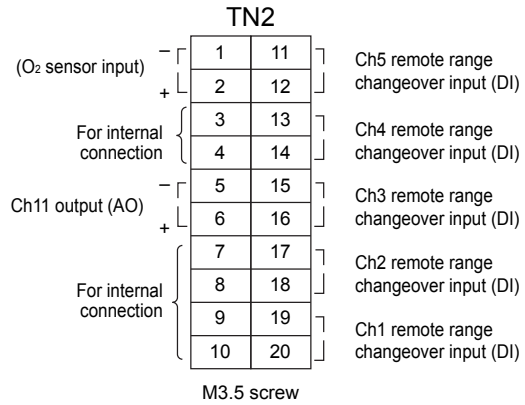 TN2
(O₂ sensor input)
−
+
For internal
connection
Ch11 output (AO)
−
+
For internal
connection
1 11
2 12
3 13
4 14
5 15
6 16
7 17
8 18
9 19
10 20
Ch5 remote range
changeover input (DI)
Ch4 remote range
changeover input (DI)
Ch3 remote range
changeover input (DI)
Ch2 remote range
changeover input (DI)
Ch1 remote range
changeover input (DI)
M3.5 screw